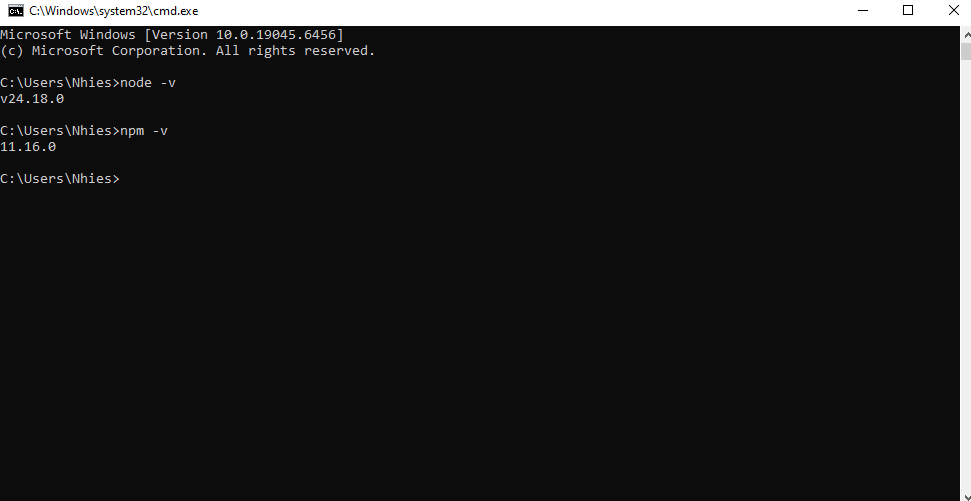 C:\Windows\system32\cmd.exe
Microsoft Windows [Version 10.0.19045.6456]
(c) Microsoft Corporation. All rights reserved.
C:\Users\Nhies>node -v
v24.18.0
C:\Users\Nhies>npm -v
11.16.0
C:\Users\Nhies>